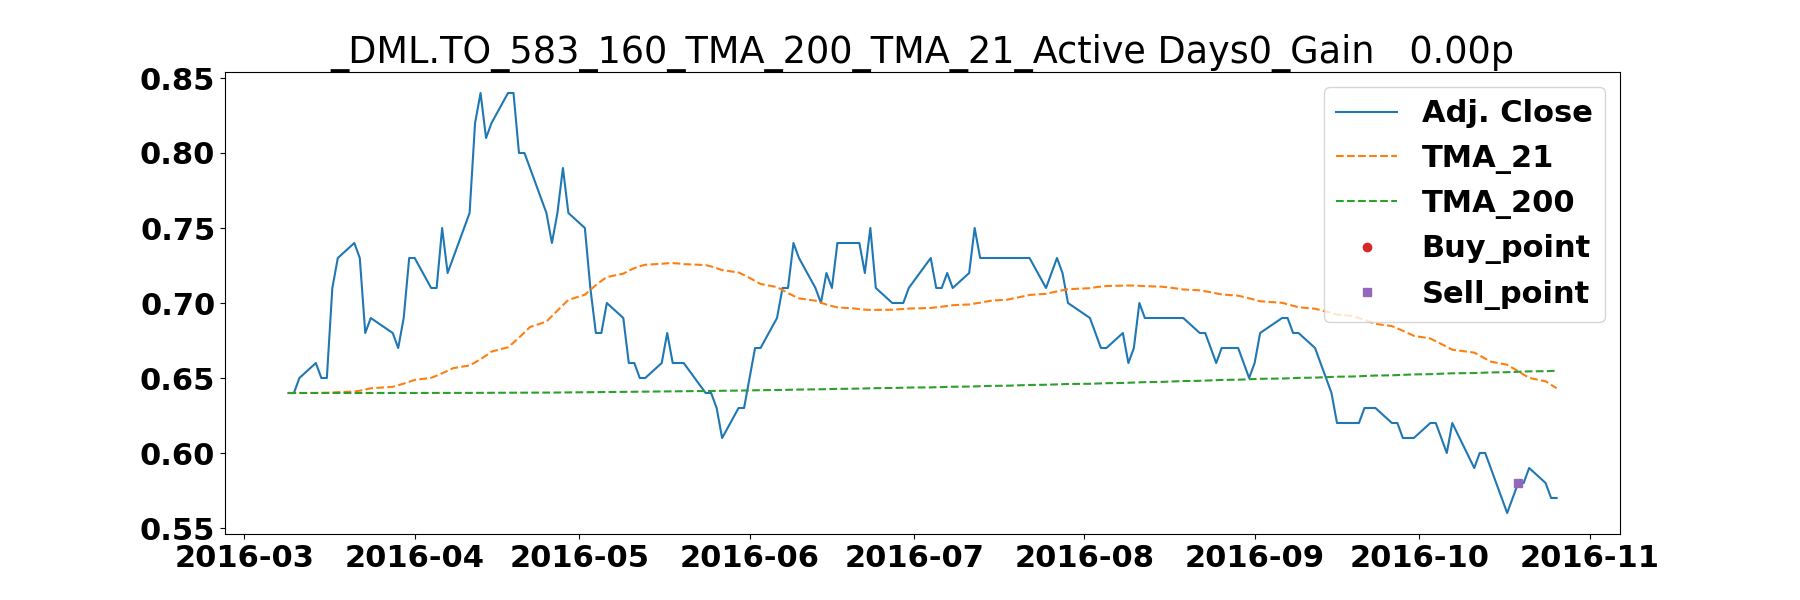 _DML.TO_583_160_TMA_200_TMA_21_Active Days0_Gain   0.00p
0.85
0.80
0.75
0.70
0.65
0.60
0.55
Adj. Close
TMA_21
TMA_200
Buy_point
Sell_point
2016-03 2016-04 2016-05 2016-06 2016-07 2016-08 2016-09 2016-10 2016-11